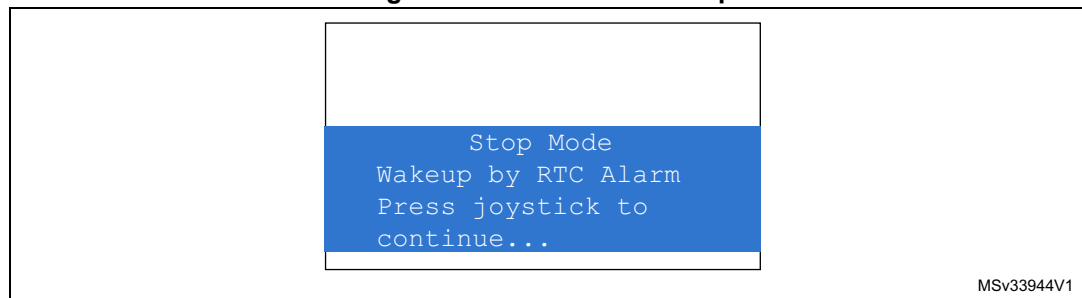 Stop Mode
Wakeup by RTC Alarm
Press joystick to
continue...
MSv33944V1